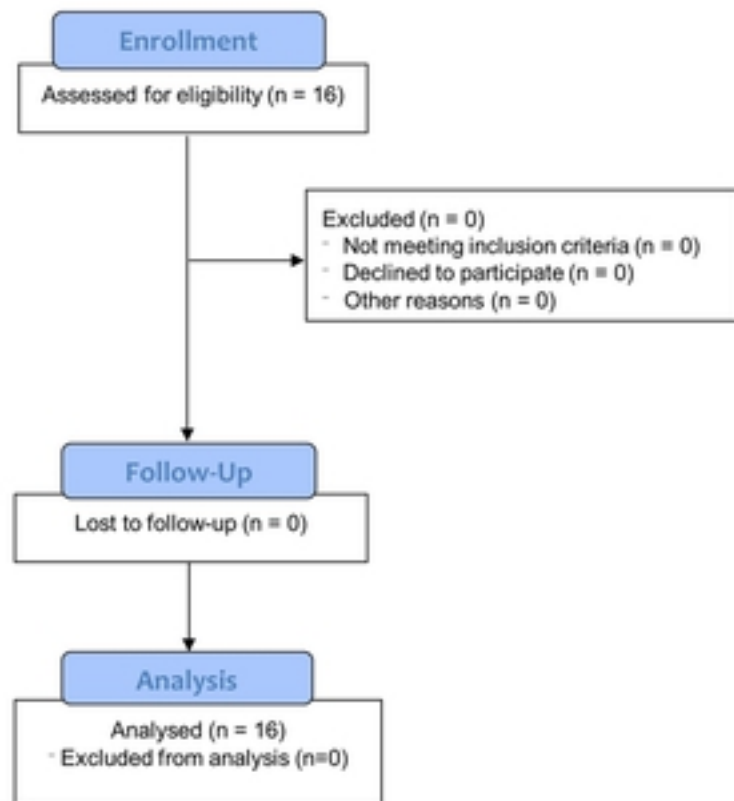 Enrollment
Assessed for eligibility (n = 16)
Excluded (n = 0)
- Not meeting inclusion criteria (n = 0)
- Declined to participate (n = 0)
- Other reasons (n = 0)
Follow-Up
Lost to follow-up (n = 0)
Analysis
Analysed (n = 16)
- Excluded from analysis (n=0)